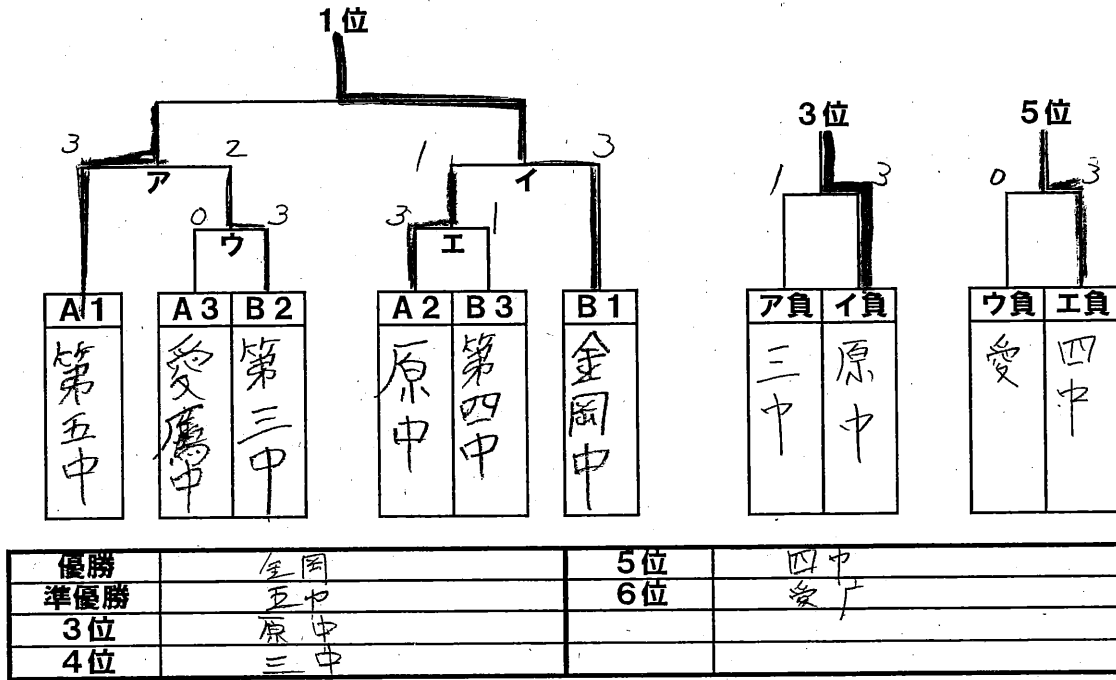 1位
3位 5位
3 2 1 3 1 3 0 3
ア イ
0 3 3 1
ウ エ
A1 A3 B2 A2 B3 B1 ア負 イ負 ウ負 エ負
第五中 愛鷹中 第三中 原中 第四中 金岡中 三中 原中 愛 四中
優勝 金岡 5位 四中
準優勝 五中 6位 愛广
3位 原中
4位 三中